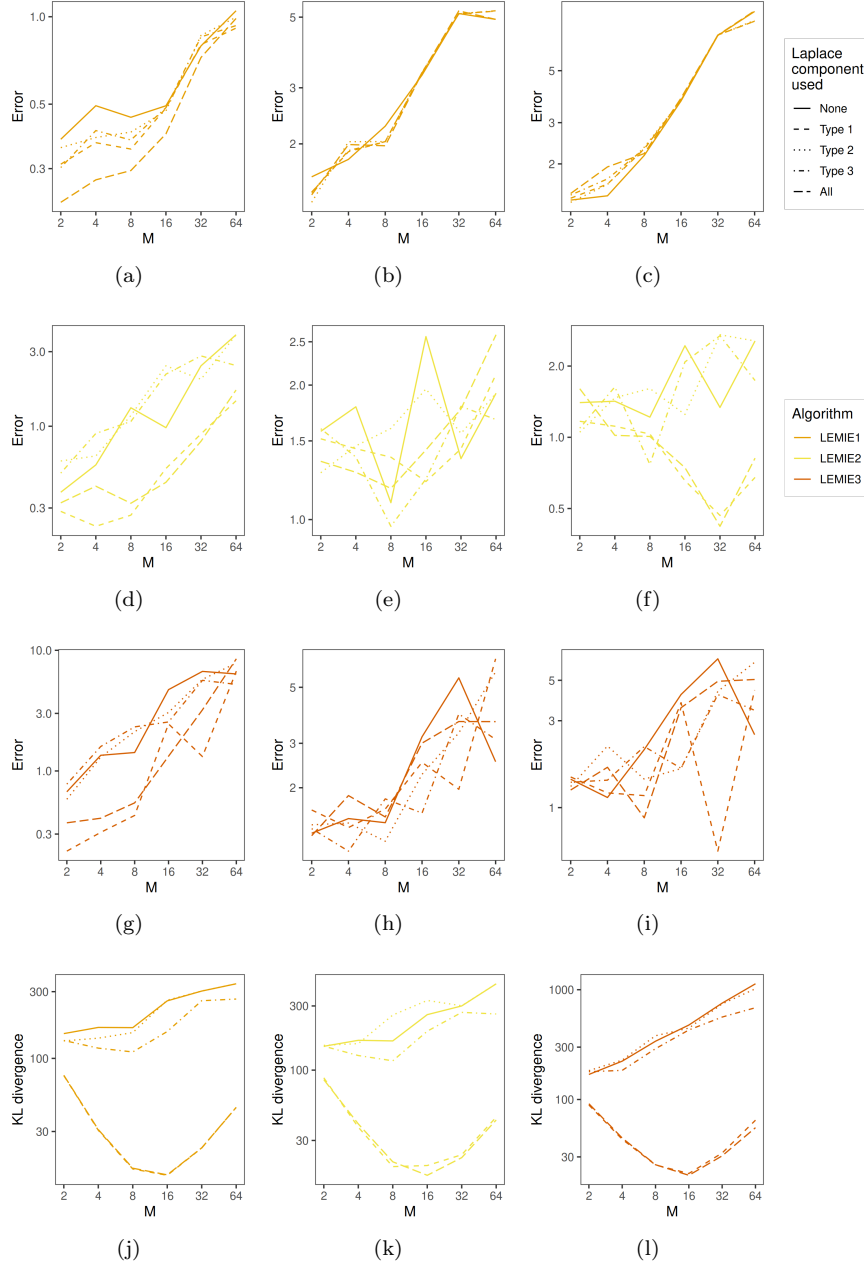 1.0
0.5
0.3
Error
2 4 8 16 32 64
M
(a)
5
3
2
Error
2 4 8 16 32 64
M
(b)
5
3
2
Error
2 4 8 16 32 64
M
(c)
Laplace
component
used
None
Type 1
Type 2
Type 3
All
3.0
1.0
0.3
Error
2 4 8 16 32 64
M
(d)
2.5
2.0
1.5
1.0
Error
2 4 8 16 32 64
M
(e)
2.0
1.0
0.5
Error
2 4 8 16 32 64
M
(f)
Algorithm
LEMIE1
LEMIE2
LEMIE3
10.0
3.0
1.0
0.3
Error
2 4 8 16 32 64
M
(g)
5
3
2
Error
2 4 8 16 32 64
M
(h)
5
3
1
Error
2 4 8 16 32 64
M
(i)
300
100
30
KL divergence
2 4 8 16 32 64
M
(j)
300
100
30
KL divergence
2 4 8 16 32 64
M
(k)
1000
300
100
30
KL divergence
2 4 8 16 32 64
M
(l)